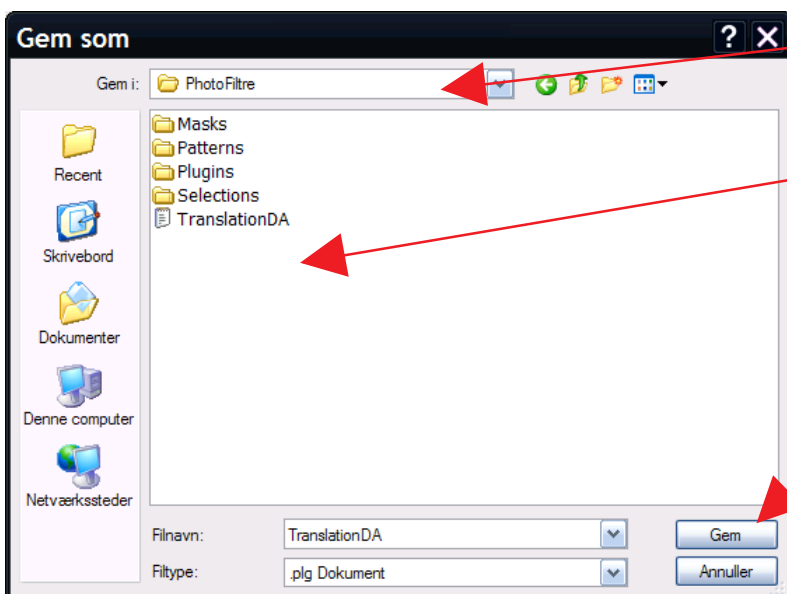 Gem som
Gem i: PhotoFiltre
Masks
Patterns
Plugins
Selections
TranslationDA
Recent
Skrivebord
Dokumenter
Denne computer
Netværkssteder
Filnavn: TranslationDA Gem
Filtype: .plg Dokument Annuller